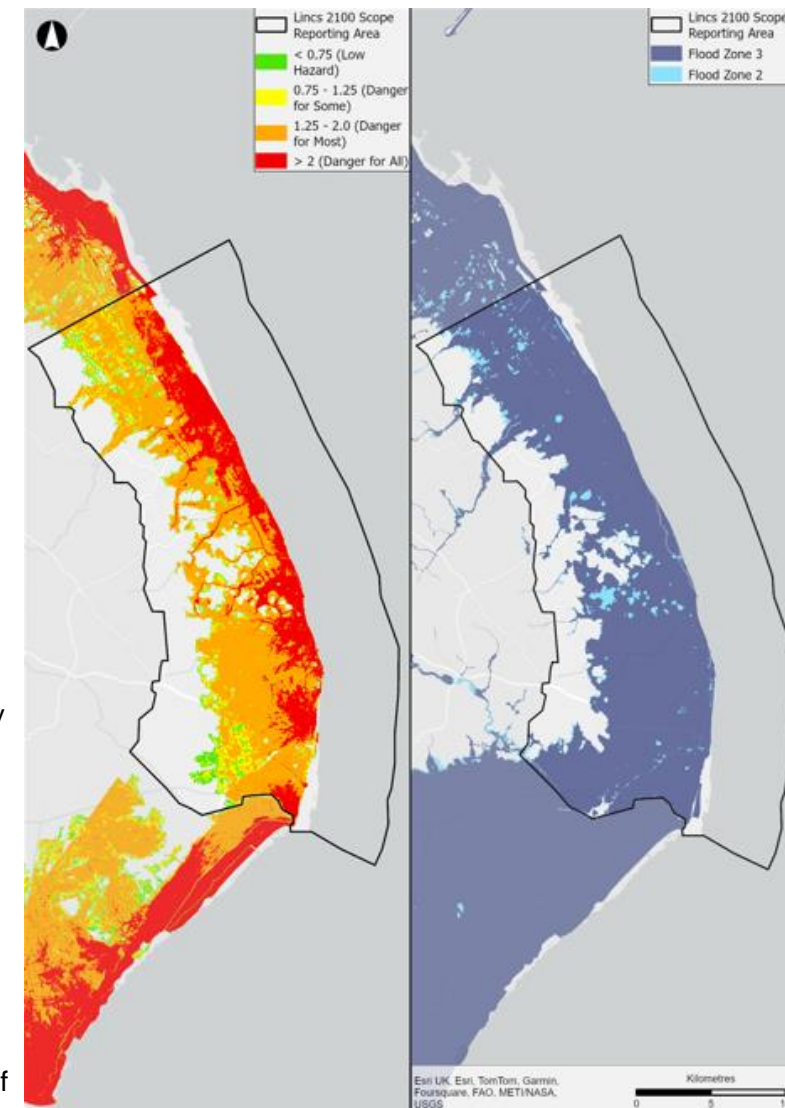 Lincs 2100 Scope
Reporting Area
< 0.75 (Low
Hazard)
0.75 - 1.25 (Danger
for Some)
1.25 - 2.0 (Danger
for Most)
> 2 (Danger for All)
Lincs 2100 Scope
Reporting Area
Flood Zone 3
Flood Zone 2
y
of
Esri UK, Esri, TomTom, Garmin,
Foursquare, FAO, METI/NASA,
USGS
Kilometres
0 5 1